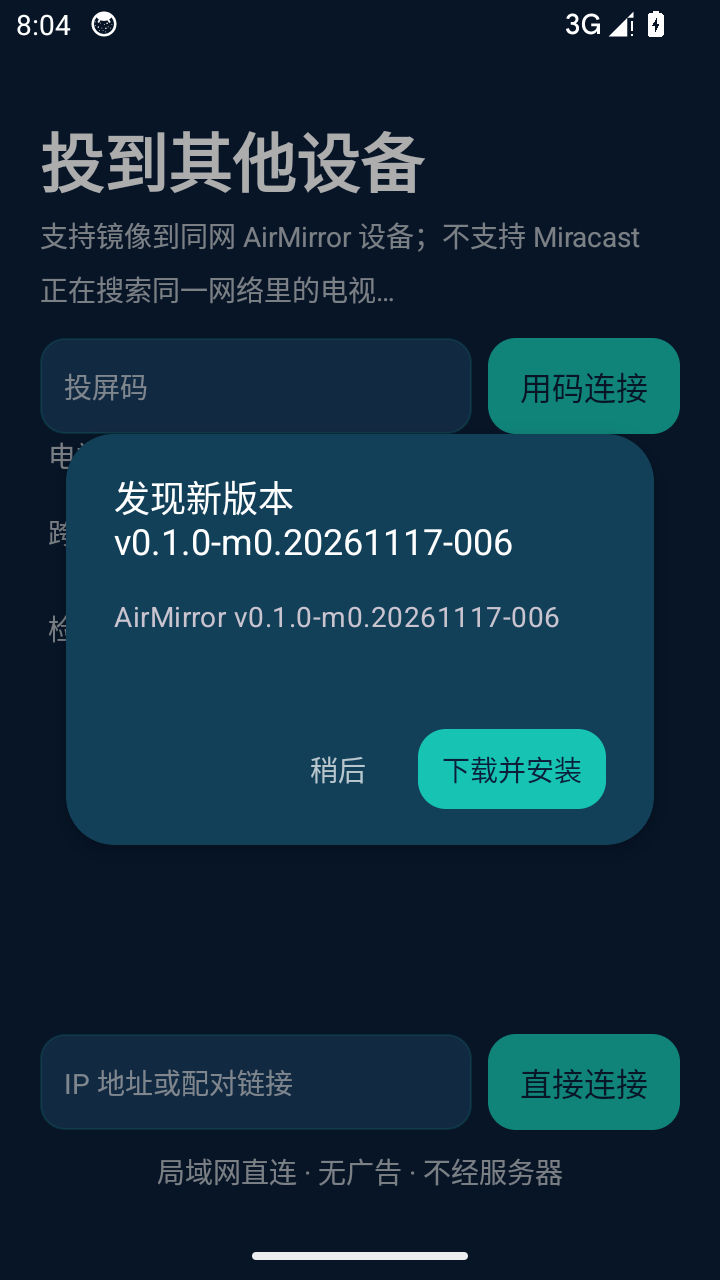 8:04
3G
投到其他设备
支持镜像到同网 AirMirror 设备；不支持 Miracast
正在搜索同一网络里的电视...
投屏码
用码连接
电
跨
检
发现新版本
v0.1.0-m0.20261117-006
AirMirror v0.1.0-m0.20261117-006
稍后
下载并安装
IP 地址或配对链接
直接连接
局域网直连 · 无广告 · 不经服务器